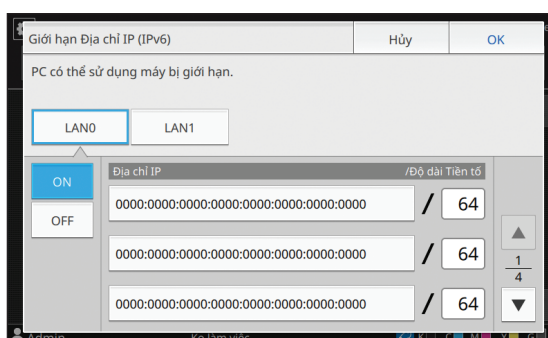 Giới hạn Địa chỉ IP (IPv6) Hủy OK
PC có thể sử dụng máy bị giới hạn.
LAN0 LAN1
Địa chỉ IP /Độ dài Tiền tố
ON
0000:0000:0000:0000:0000:0000:0000:0000 / 64
OFF
0000:0000:0000:0000:0000:0000:0000:0000 / 64
1
4
0000:0000:0000:0000:0000:0000:0000:0000 / 64
Admin